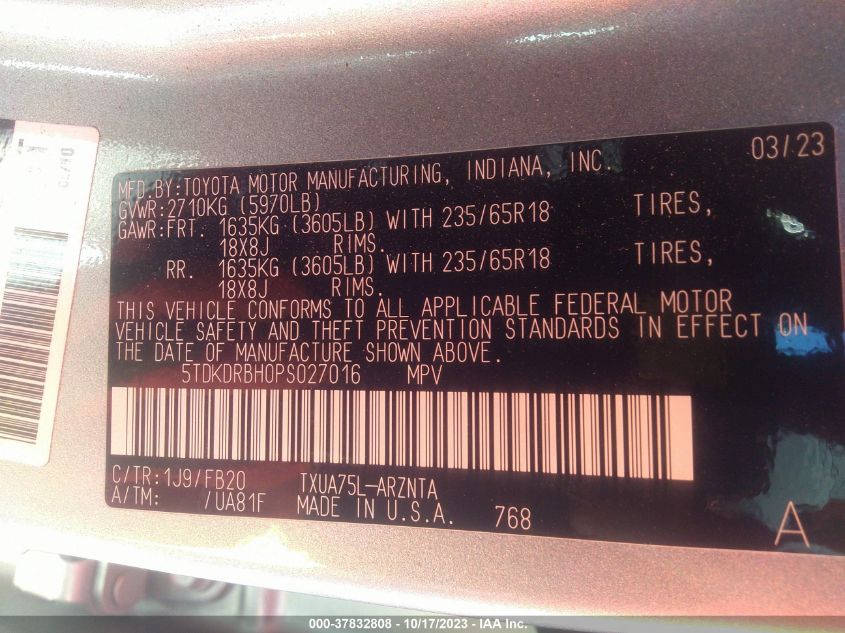 03/23
MFD BY:TOYOTA MOTOR MANUFACTURING, INDIANA, INC.
GVWR:2710KG (5970LB)
GAWR:FRT. 1635KG (3605LB) WITH 235/65R18 TIRES,
18X8J RIMS.
RR. 1635KG (3605LB) WITH 235/65R18 TIRES,
18X8J RIMS.
THIS VEHICLE CONFORMS TO ALL APPLICABLE FEDERAL MOTOR
VEHICLE SAFETY AND THEFT PREVENTION STANDARDS IN EFFECT ON
THE DATE OF MANUFACTURE SHOWN ABOVE.
5TDKDRBH0PS027016 MPV
C/TR:1J9/FB20 TXUA75L-ARZNTA
A/TM: /UA81F MADE IN U.S.A. 768 A
000-37832808 - 10/17/2023 - IAA Inc.